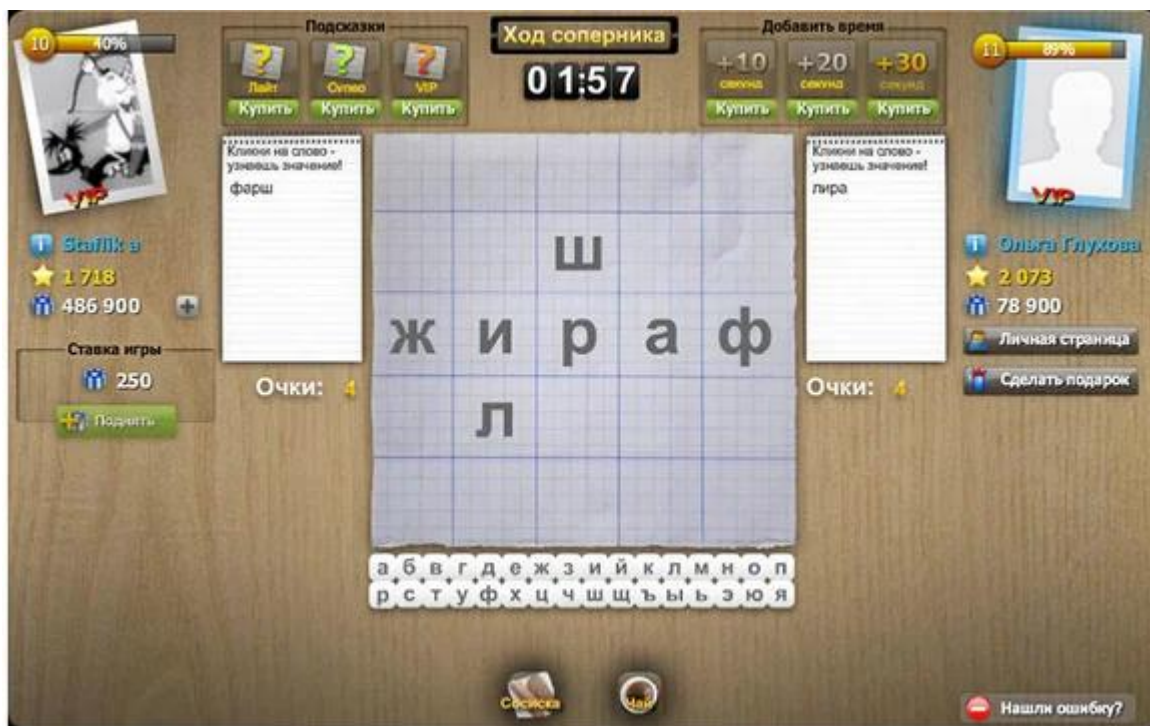 10 40%
VIP
Staflik a
1 718
486 900 +
Ставка игры
250
Поднять
Подсказки
? ? ?
Лайт Супер VIP
Купить Купить Купить
Кликни на слово -
узнаешь значение!
фарш
Очки: 4
Ход соперника
01:57
ш
ж и р а ф
л
а б в г д е ж з и й к л м н о п
р с т у ф х ц ч ш щ ъ ы ь э ю я
Сосиска Чай
Добавить время
+10 +20 +30
секунд секунд секунд
Купить Купить Купить
Кликни на слово -
узнаешь значение!
лира
Очки: 4
11 89%
VIP
Ольга Глухова
2 073
78 900
Личная страница
Сделать подарок
Нашли ошибку?